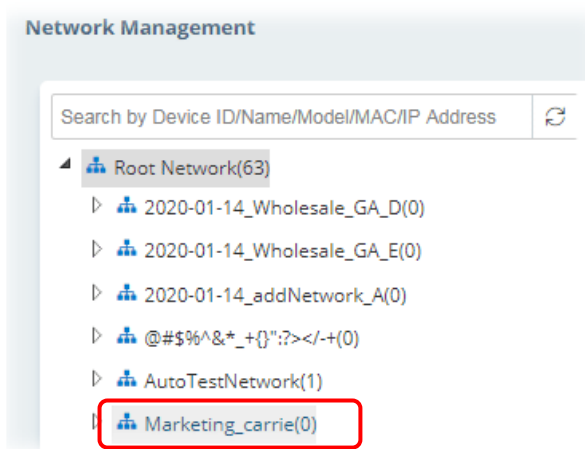 Network Management
Search by Device ID/Name/Model/MAC/IP Address
Root Network(63)
2020-01-14_Wholesale_GA_D(0)
2020-01-14_Wholesale_GA_E(0)
2020-01-14_addNetwork_A(0)
@#$%^&*_+{}":?></-+(0)
AutoTestNetwork(1)
Marketing_carrie(0)